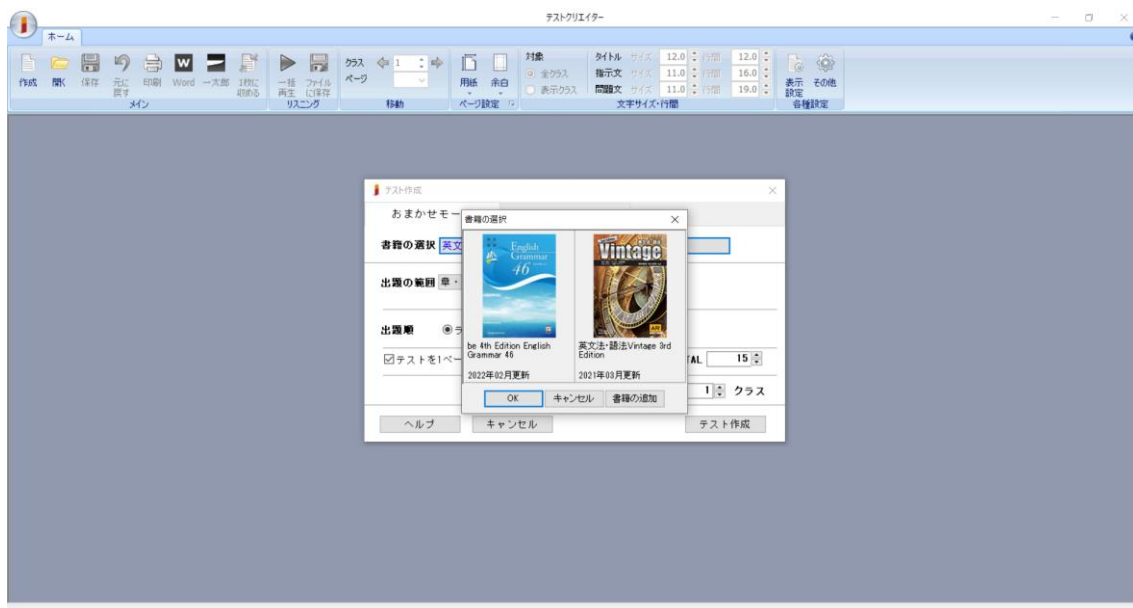 テストクリエイター
ホーム
作成 開く 保存 元に戻す 印刷 Word 一太郎 1枚に収める
メイン
一括再生 ファイルに保存
リスニング
クラス 1
ページ
移動
用紙 余白
ページ設定
対象
全クラス
表示クラス
タイトル サイズ 12.0 行間 12.0
指示文 サイズ 11.0 行間 16.0
問題文 サイズ 11.0 行間 19.0
文字サイズ・行間
表示設定 その他
各種設定
テスト作成
おまかせモー
書籍の選択 英文
出題の範囲 章・
出題順
テストを1ペー
TAL 15
1 クラス
ヘルプ キャンセル テスト作成
書籍の選択
English
Grammar
46
Vintage
be 4th Edition English
Grammar 46
2022年02月更新
英文法・語法Vintage 3rd
Edition
2021年03月更新
OK キャンセル 書籍の追加